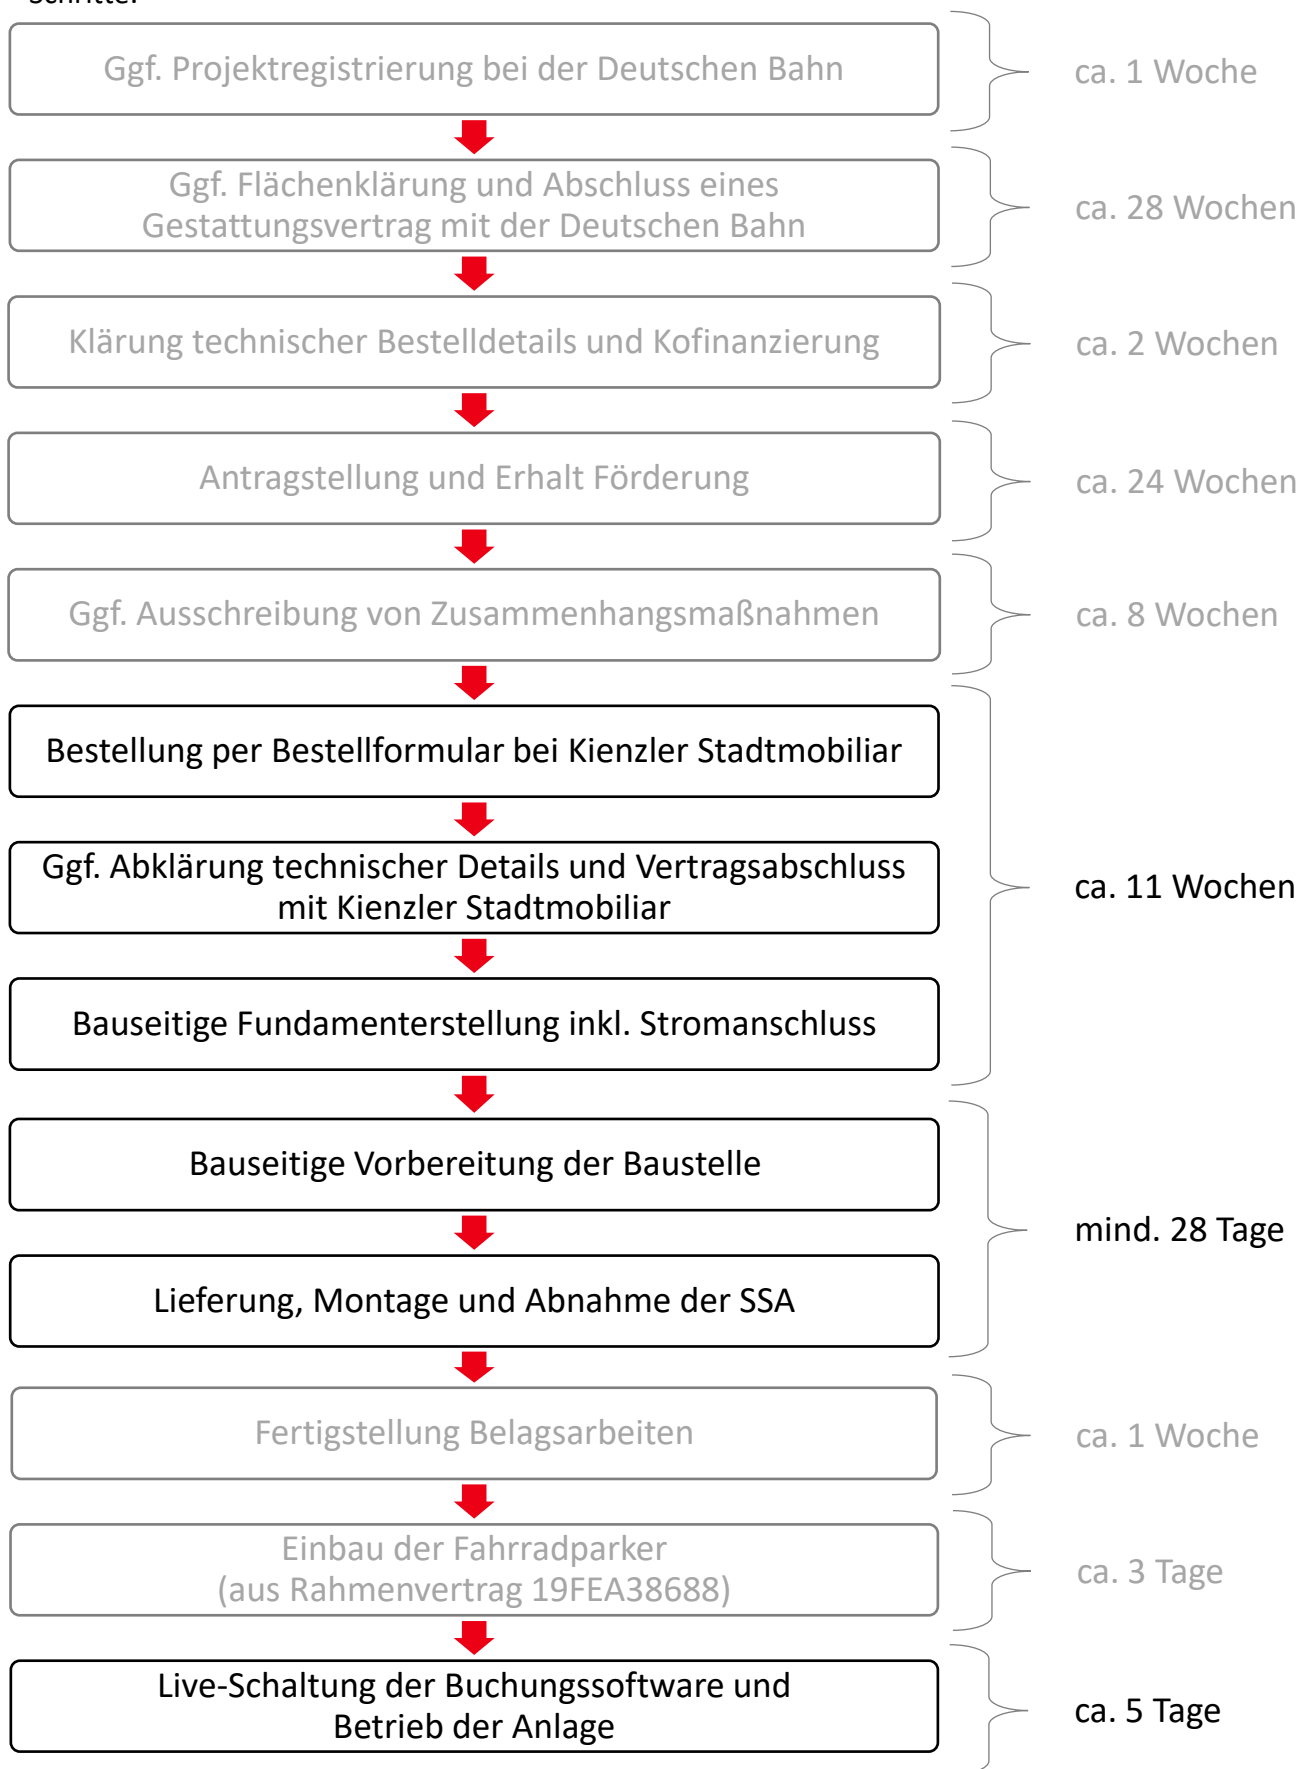 Schritte:
Ggf. Projektregistrierung bei der Deutschen Bahn
ca. 1 Woche
Ggf. Flächenklärung und Abschluss eines
Gestattungsvertrag mit der Deutschen Bahn
ca. 28 Wochen
Klärung technischer Bestelldetails und Kofinanzierung
ca. 2 Wochen
Antragstellung und Erhalt Förderung
ca. 24 Wochen
Ggf. Ausschreibung von Zusammenhangsmaßnahmen
ca. 8 Wochen
Bestellung per Bestellformular bei Kienzler Stadtmobiliar
Ggf. Abklärung technischer Details und Vertragsabschluss
mit Kienzler Stadtmobiliar
ca. 11 Wochen
Bauseitige Fundamenterstellung inkl. Stromanschluss
Bauseitige Vorbereitung der Baustelle
mind. 28 Tage
Lieferung, Montage und Abnahme der SSA
Fertigstellung Belagsarbeiten
ca. 1 Woche
Einbau der Fahrradparker
(aus Rahmenvertrag 19FEA38688)
ca. 3 Tage
Live-Schaltung der Buchungssoftware und
Betrieb der Anlage
ca. 5 Tage